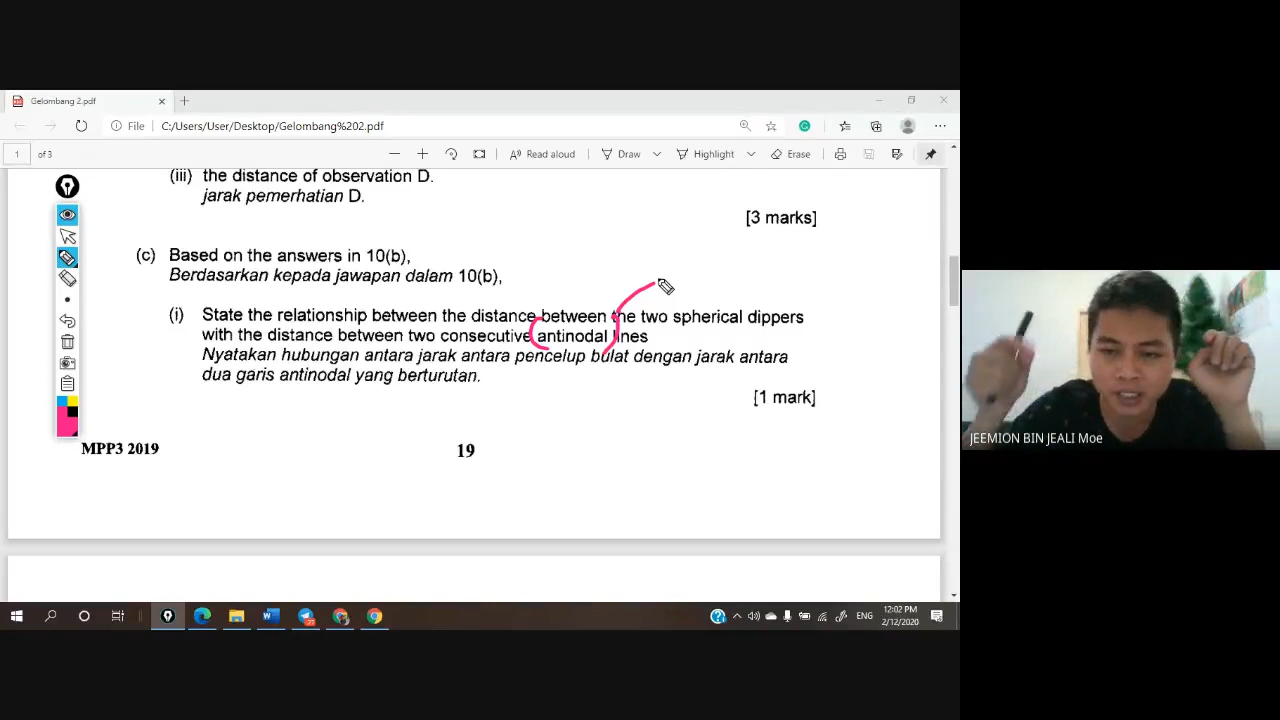 Gelombang 2.pdf
File C:/Users/User/Desktop/Gelombang%202.pdf
1 of 3 Read aloud Draw Highlight Erase
(iii) the distance of observation D.
jarak pemerhatian D.
[3 marks]
(c) Based on the answers in 10(b),
Berdasarkan kepada jawapan dalam 10(b),
(i) State the relationship between the distance between the two spherical dippers
with the distance between two consecutive antinodal lines
Nyatakan hubungan antara jarak antara pencelup bulat dengan jarak antara
dua garis antinodal yang berturutan.
[1 mark]
MPP3 2019 19
JEEMION BIN JEALI Moe
ENG 12:02 PM
2/12/2020